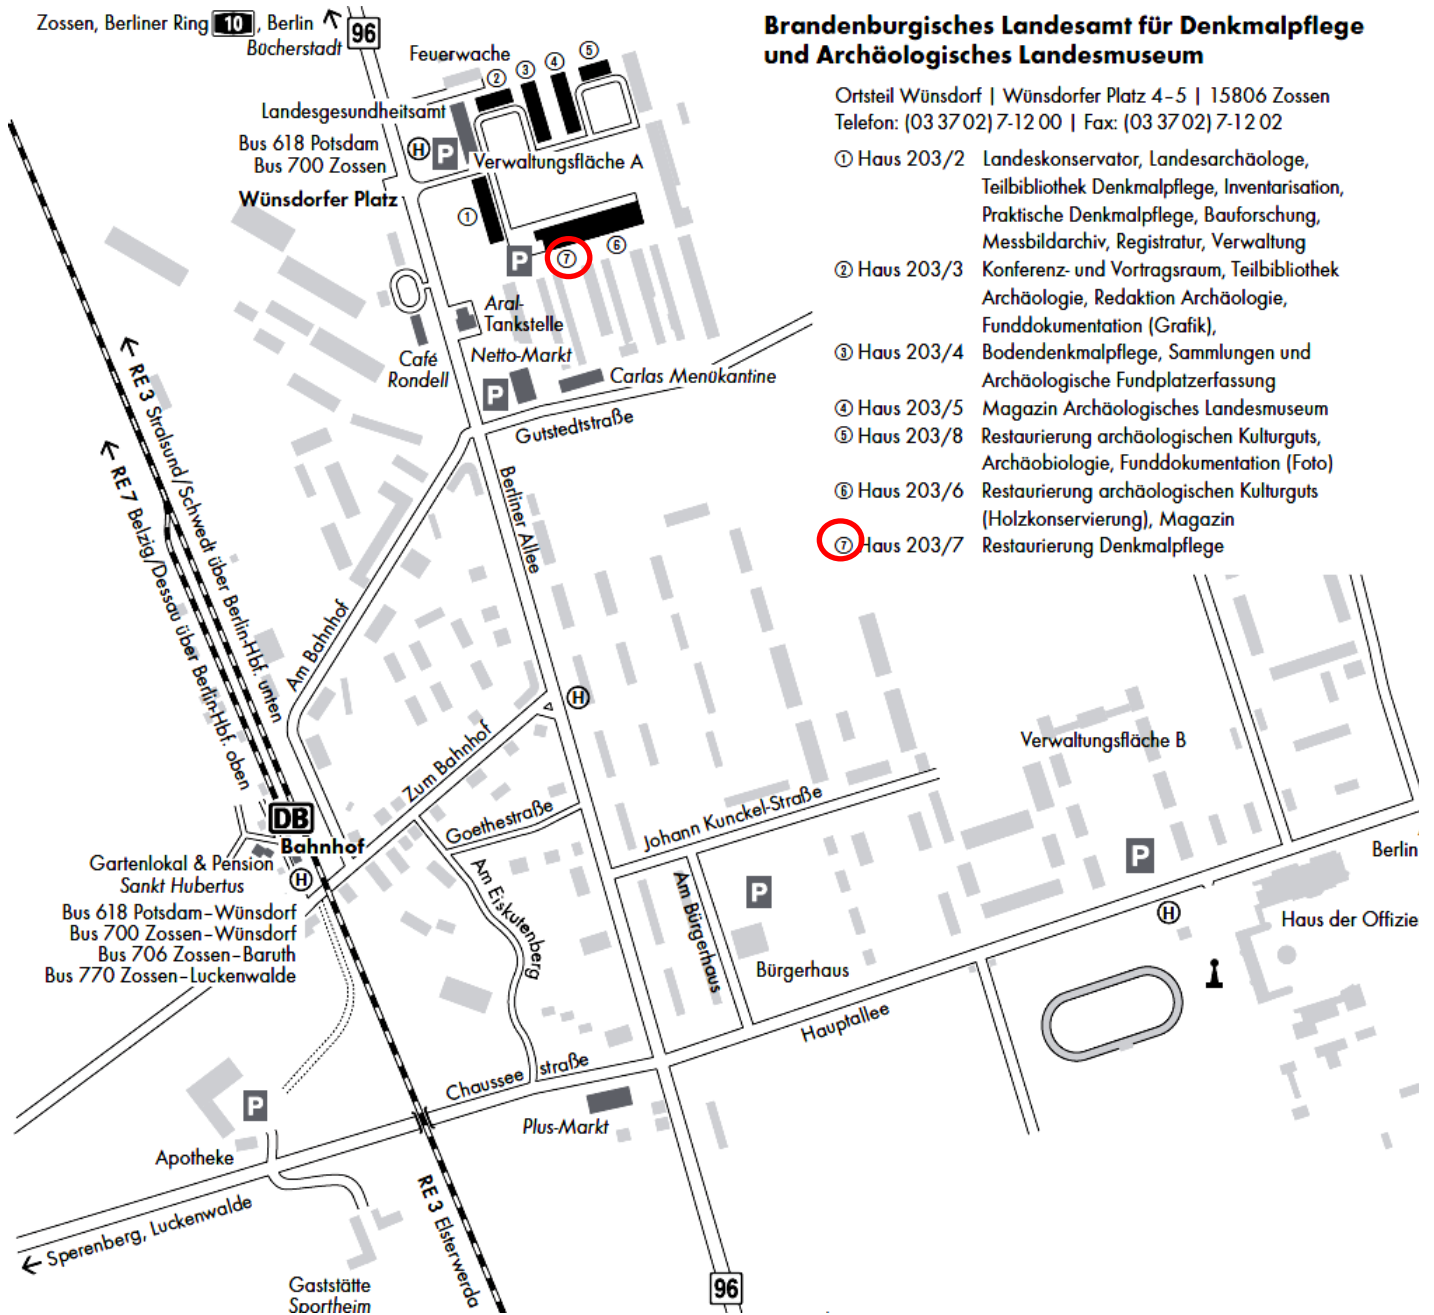 Zossen, Berliner Ring 10, Berlin
Bücherstadt
96
Feuerwache
Landesgesundheitsamt
Bus 618 Potsdam
Bus 700 Zossen
H
P
Verwaltungsfläche A
Wünsdorfer Platz
①
②
③
④
⑤
⑥
⑦
P
Aral-
Tankstelle
Café
Rondell
Netto-Markt
P
Carlas Menükantine
Gutstedtstraße
Brandenburgisches Landesamt für Denkmalpflege
und Archäologisches Landesmuseum
Ortsteil Wünsdorf | Wünsdorfer Platz 4–5 | 15806 Zossen
Telefon: (03 37 02) 7-12 00 | Fax: (03 37 02) 7-12 02
① Haus 203/2 Landeskonservator, Landesarchäologe,
Teilbibliothek Denkmalpflege, Inventarisation,
Praktische Denkmalpflege, Bauforschung,
Messbildarchiv, Registratur, Verwaltung
② Haus 203/3 Konferenz- und Vortragsraum, Teilbibliothek
Archäologie, Redaktion Archäologie,
Funddokumentation (Grafik),
③ Haus 203/4 Bodendenkmalpflege, Sammlungen und
Archäologische Fundplatzerfassung
④ Haus 203/5 Magazin Archäologisches Landesmuseum
⑤ Haus 203/8 Restaurierung archäologischen Kulturguts,
Archäobiologie, Funddokumentation (Foto)
⑥ Haus 203/6 Restaurierung archäologischen Kulturguts
(Holzkonservierung), Magazin
⑦ Haus 203/7 Restaurierung Denkmalpflege
RE 3 Stralsund/Schwedt über Berlin-Hbf. unten
RE 7 Belzig/Dessau über Berlin-Hbf. oben
Am Bahnhof
Berliner Allee
H
Zum Bahnhof
Goethestraße
Am Eiskutenberg
Johann Kunckel-Straße
Am Bürgerhaus
P
Bürgerhaus
Verwaltungsfläche B
P
H
Berlin
Haus der Offizie
Hauptallee
DB
Bahnhof
Gartenlokal & Pension
Sankt Hubertus
H
Bus 618 Potsdam–Wünsdorf
Bus 700 Zossen–Wünsdorf
Bus 706 Zossen–Baruth
Bus 770 Zossen–Luckenwalde
P
Apotheke
Chausseestraße
Plus-Markt
Sperenberg, Luckenwalde
RE 3 Elsterwerda
Gaststätte
Sportheim
96